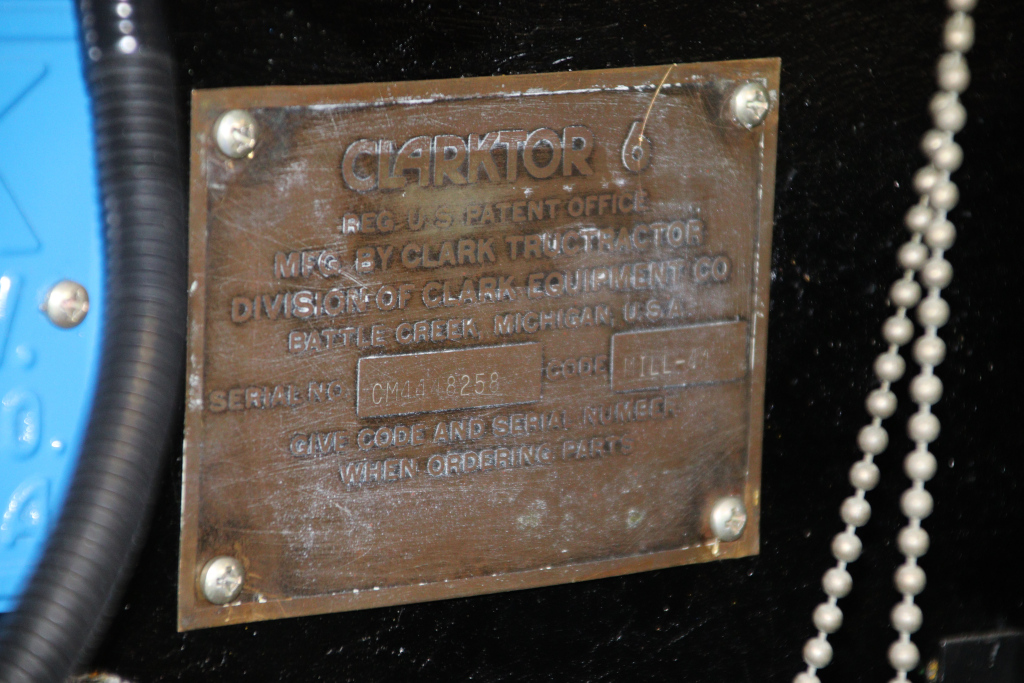 CLARKTOR 6
REG. U.S. PATENT OFFICE
MFG. BY CLARK TRUCTRACTOR
DIVISION OF CLARK EQUIPMENT CO
BATTLE CREEK, MICHIGAN, U.S.A.
SERIAL NO. CODE
GIVE CODE AND SERIAL NUMBER
WHEN ORDERING PARTS